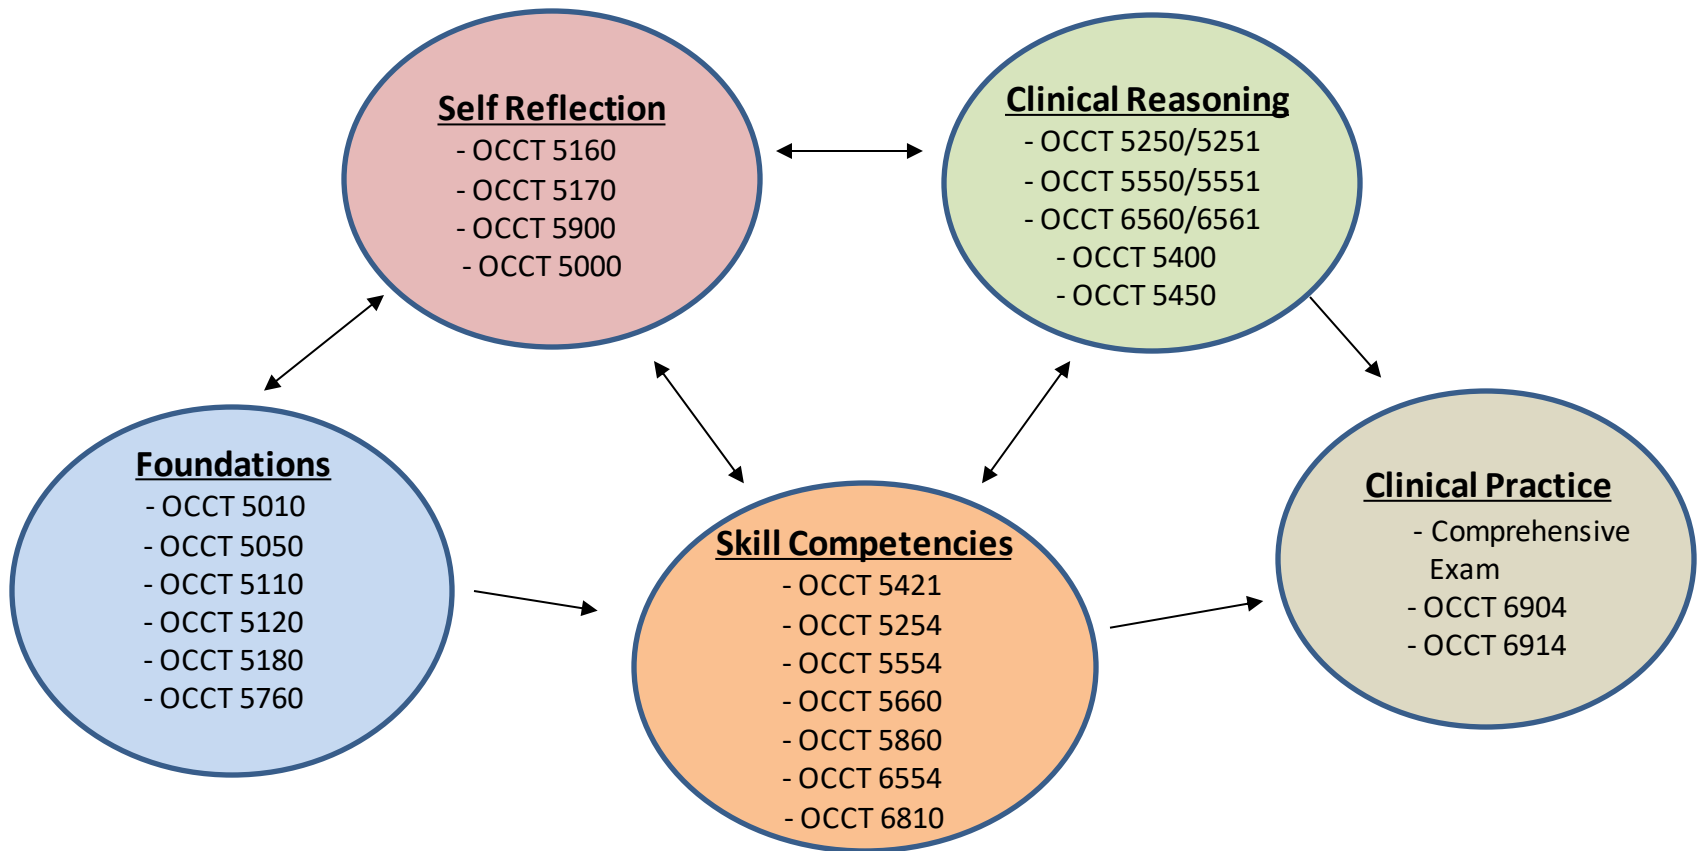 Self Reflection
- OCCT 5160
- OCCT 5170
- OCCT 5900
- OCCT 5000
Clinical Reasoning
- OCCT 5250/5251
- OCCT 5550/5551
- OCCT 6560/6561
- OCCT 5400
- OCCT 5450
Foundations
- OCCT 5010
- OCCT 5050
- OCCT 5110
- OCCT 5120
- OCCT 5180
- OCCT 5760
Skill Competencies
- OCCT 5421
- OCCT 5254
- OCCT 5554
- OCCT 5660
- OCCT 5860
- OCCT 6554
- OCCT 6810
Clinical Practice
- Comprehensive
Exam
- OCCT 6904
- OCCT 6914